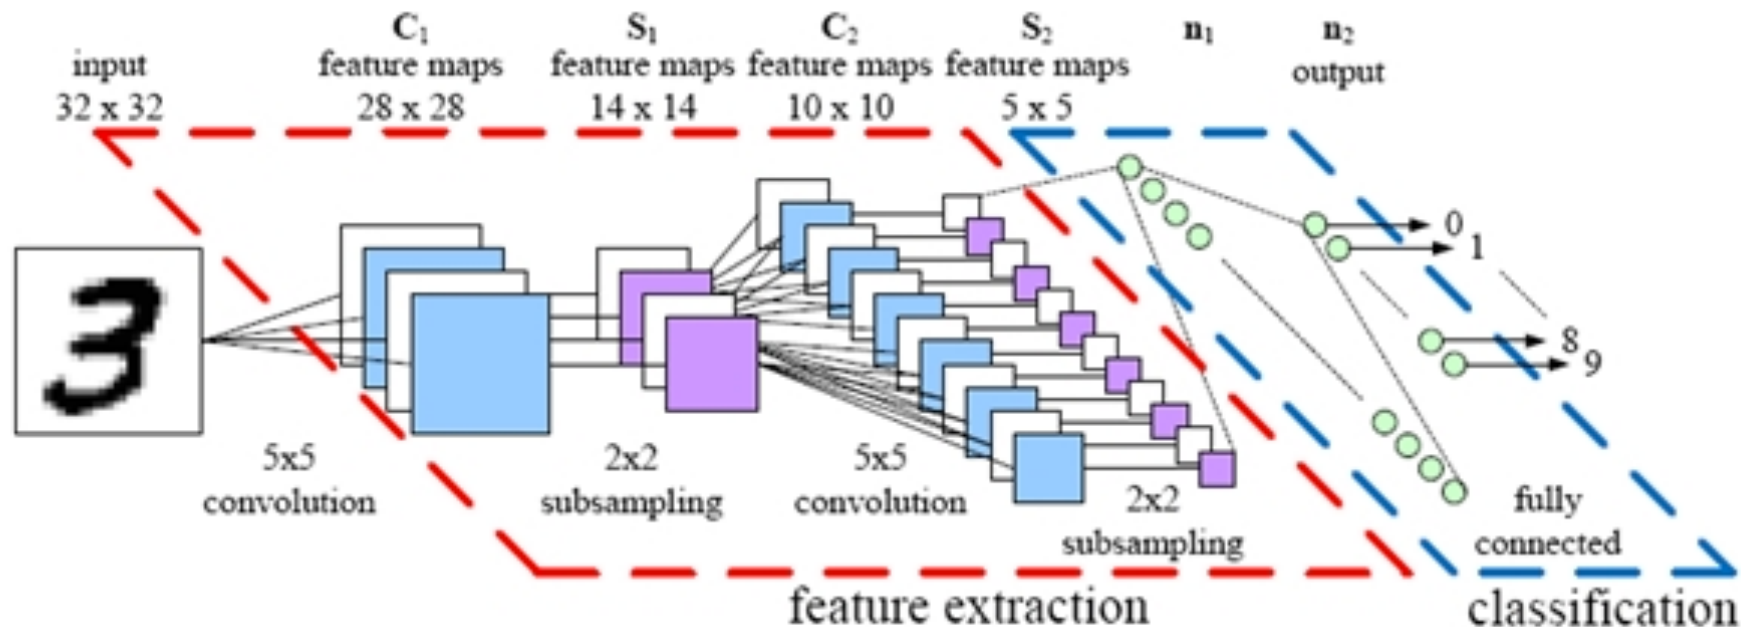 input
32 x 32
C₁
feature maps
28 x 28
S₁
feature maps
14 x 14
C₂
feature maps
10 x 10
S₂
feature maps
5 x 5
n₁
n₂
output
3
0
1
8
9
5x5
convolution
2x2
subsampling
5x5
convolution
2x2
subsampling
fully
connected
feature extraction
classification